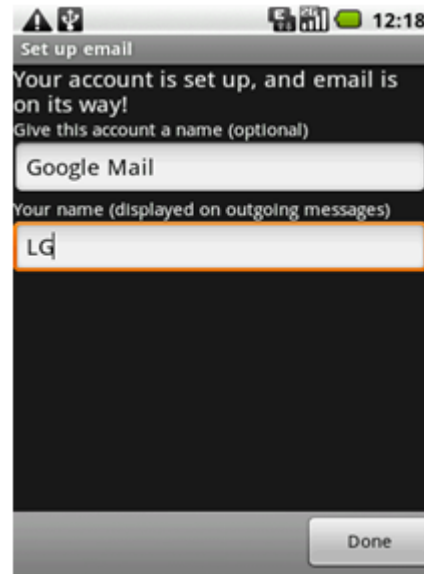 12:18
Set up email
Your account is set up, and email is
on its way!
Give this account a name (optional)
Google Mail
Your name (displayed on outgoing messages)
LG
Done